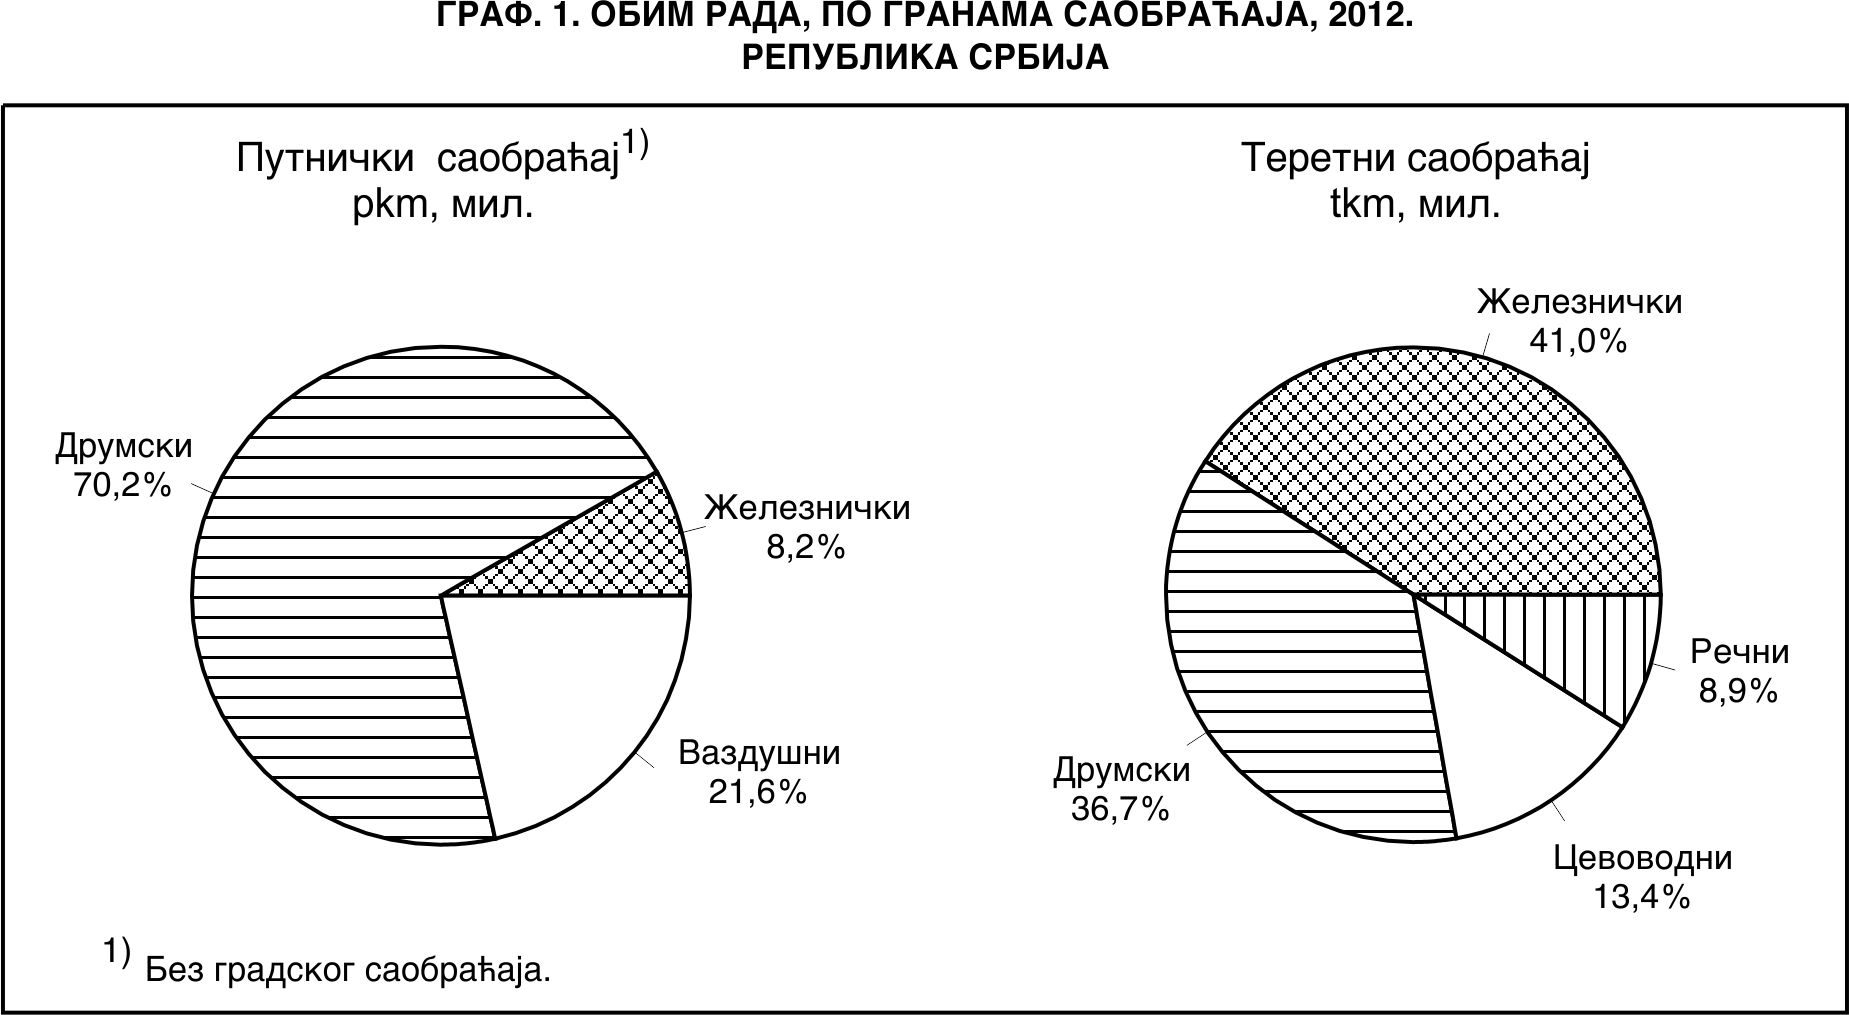 ГРАФ. 1. ОБИМ РАДА, ПО ГРАНАМА САОБРАЋАЈА, 2012.
РЕПУБЛИКА СРБИЈА
Путнички саобраћај1)
pkm, мил.
Друмски
70,2%
Железнички
8,2%
Ваздушни
21,6%
Теретни саобраћај
tkm, мил.
Железнички
41,0%
Речни
8,9%
Друмски
36,7%
Цевоводни
13,4%
1) Без градског саобраћаја.